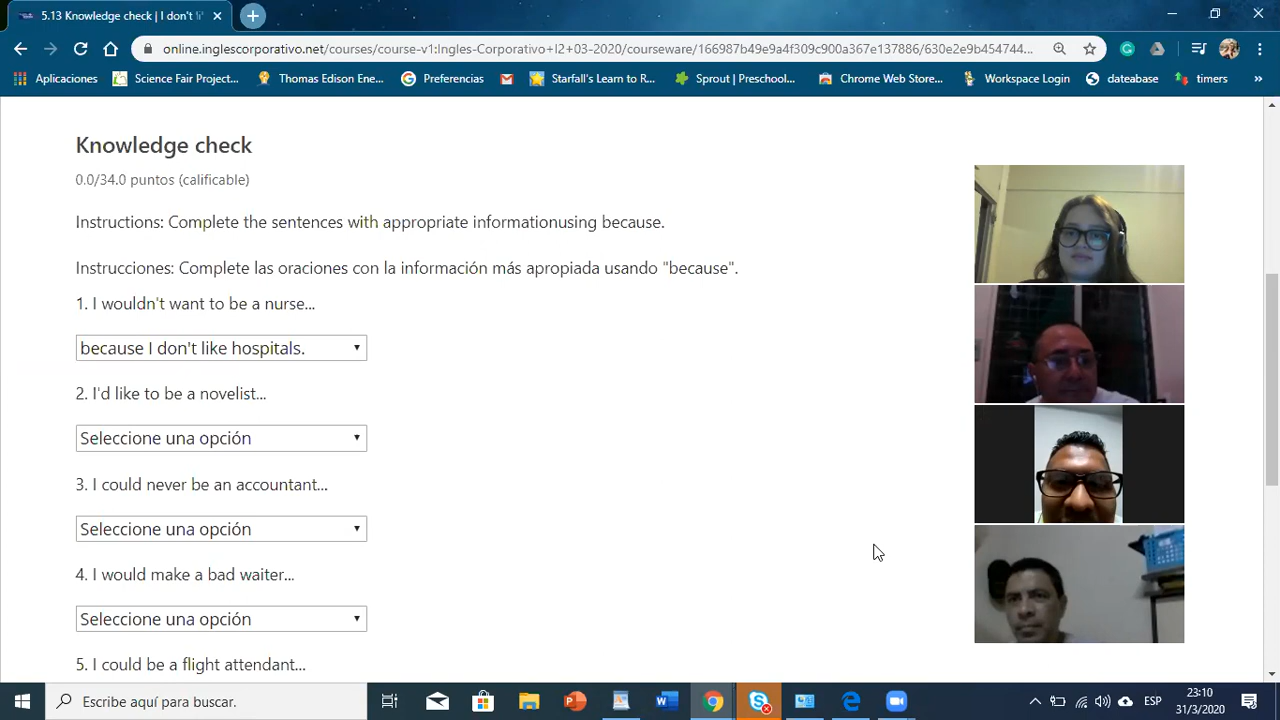 5.13 Knowledge check | I don't li
online.inglescorporativo.net/courses/course-v1:Ingles-Corporativo+I2+03-2020/courseware/166987b49e9a4f309c900a367e137886/630e2e9b454744...
Aplicaciones Science Fair Project... Thomas Edison Ene... Preferencias Starfall's Learn to R... Sprout | Preschool... Chrome Web Store... Workspace Login dateabase timers »
Knowledge check
0.0/34.0 puntos (calificable)
Instructions: Complete the sentences with appropriate informationusing because.
Instrucciones: Complete las oraciones con la información más apropiada usando "because".
1. I wouldn't want to be a nurse...
because I don't like hospitals.
2. I'd like to be a novelist...
Seleccione una opción
3. I could never be an accountant...
Seleccione una opción
4. I would make a bad waiter...
Seleccione una opción
5. I could be a flight attendant...
Escribe aquí para buscar.
ESP
23:10
31/3/2020